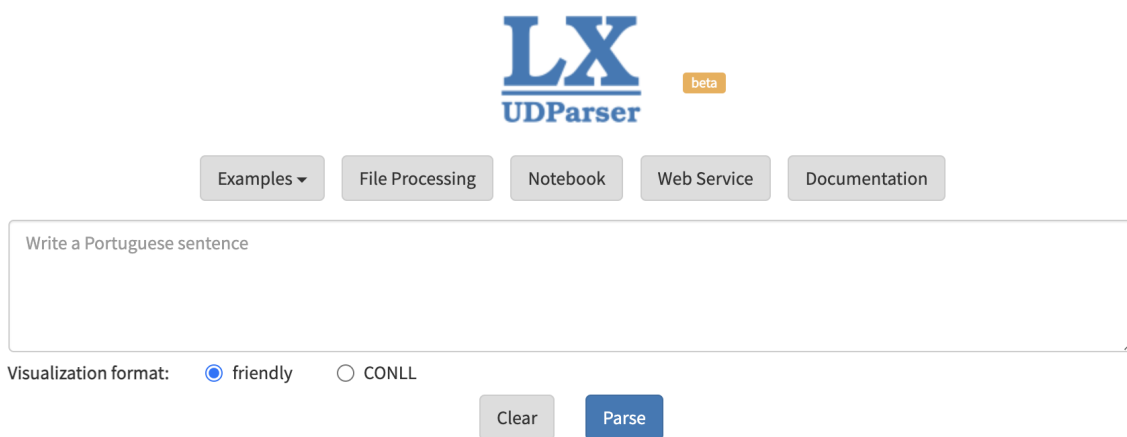 LX
UDParser
beta
Examples File Processing Notebook Web Service Documentation
Write a Portuguese sentence
Visualization format: friendly CONLL
Clear Parse